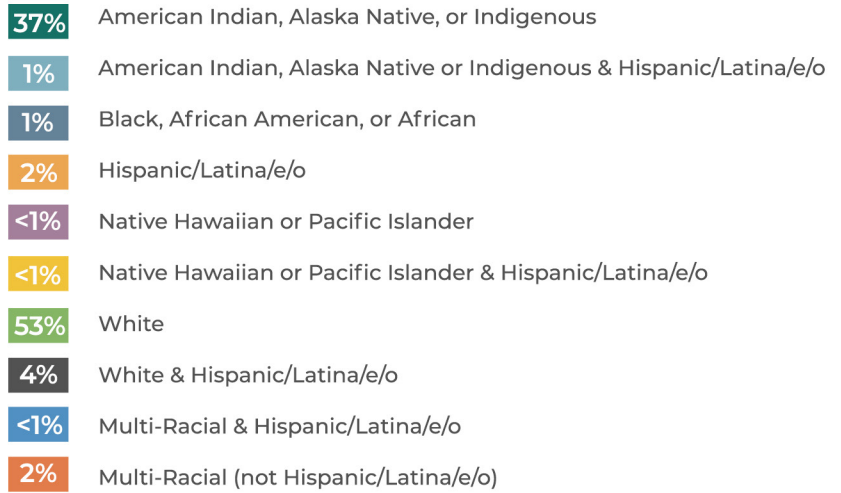 37% American Indian, Alaska Native, or Indigenous
1% American Indian, Alaska Native or Indigenous & Hispanic/Latina/e/o
1% Black, African American, or African
2% Hispanic/Latina/e/o
<1% Native Hawaiian or Pacific Islander
<1% Native Hawaiian or Pacific Islander & Hispanic/Latina/e/o
53% White
4% White & Hispanic/Latina/e/o
<1% Multi-Racial & Hispanic/Latina/e/o
2% Multi-Racial (not Hispanic/Latina/e/o)